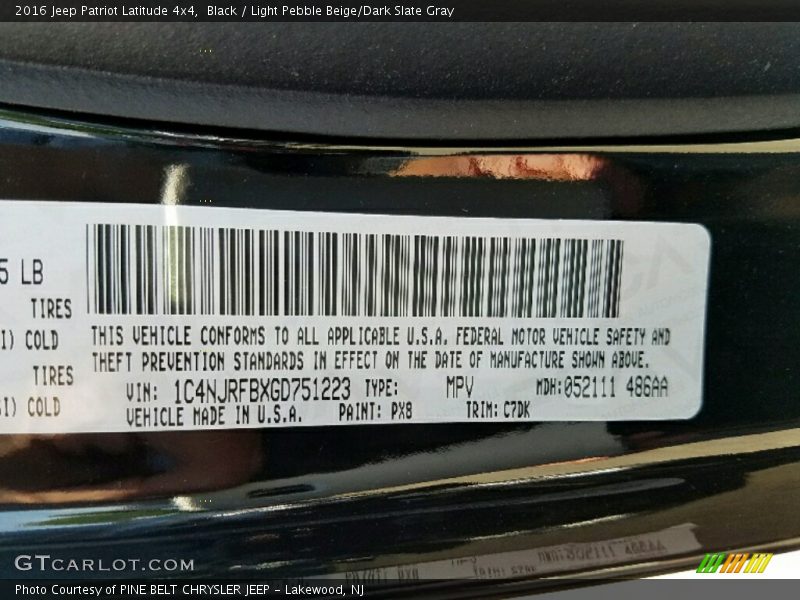 2016 Jeep Patriot Latitude 4x4,  Black / Light Pebble Beige/Dark Slate Gray
5 LB
TIRES
I) COLD
TIRES
SI) COLD
THIS VEHICLE CONFORMS TO ALL APPLICABLE U.S.A. FEDERAL MOTOR VEHICLE SAFETY AND
THEFT PREVENTION STANDARDS IN EFFECT ON THE DATE OF MANUFACTURE SHOWN ABOVE.
VIN: 1C4NJRFBXGD751223 TYPE: MPV MDH:052111 486AA
VEHICLE MADE IN U.S.A. PAINT: PX8 TRIM: C7DK
GTCARLOT.COM
Photo Courtesy of PINE BELT CHRYSLER JEEP – Lakewood, NJ